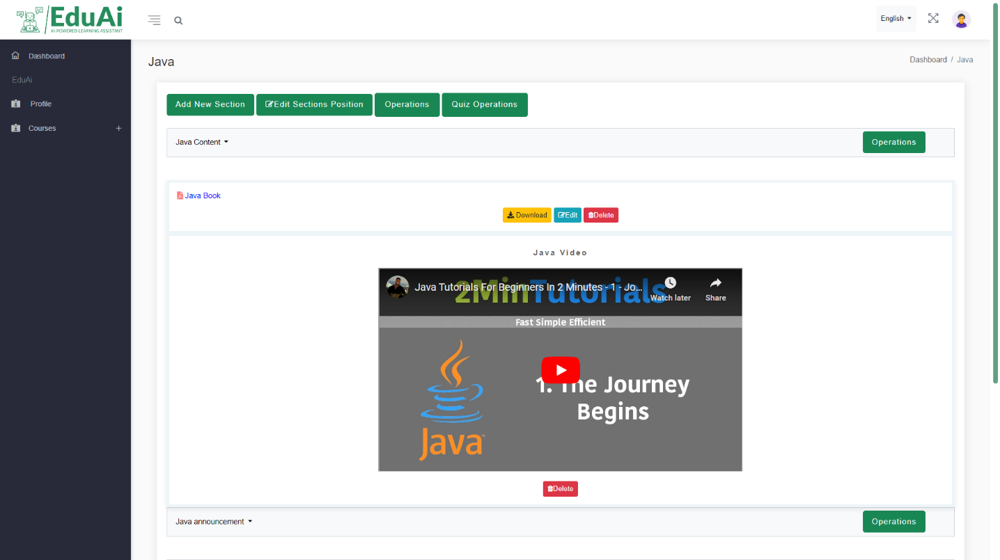 EduAi
AI-POWERED LEARNING ASSISTANT
English
Dashboard
EduAi
Profile
Courses
Java
Dashboard / Java
Add New Section
Edit Sections Position
Operations
Quiz Operations
Java Content
Operations
Java Book
Download
Edit
Delete
Java Video
Java Tutorials For Beginners In 2 Minutes - 1 - Jo...
2MinTutorials
Watch later
Share
Fast Simple Efficient
1. The Journey
Begins
Java™
Delete
Java announcement
Operations